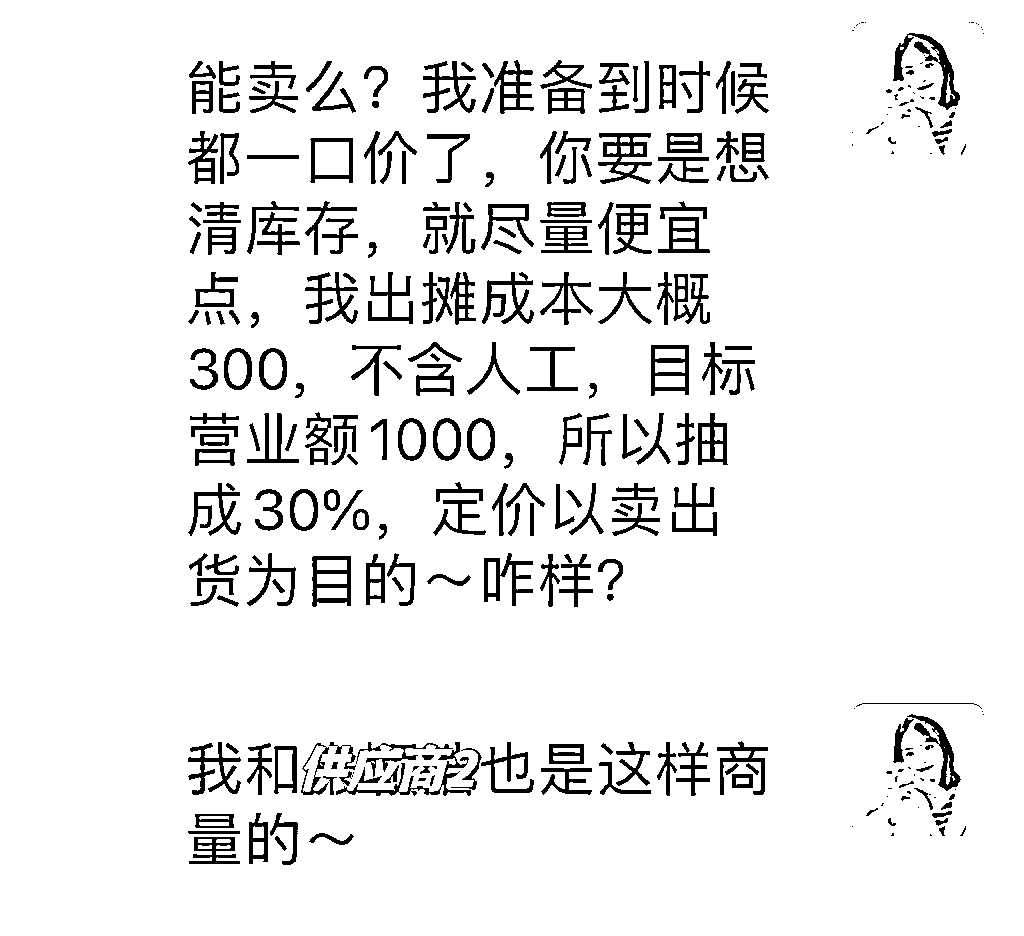 能卖么？我准备到时候
都一口价了，你要是想
清库存，就尽量便宜
点，我出摊成本大概
300，不含人工，目标
营业额1000，所以抽
成30%，定价以卖出
货为目的～咋样？
我和供应商2也是这样商
量的～